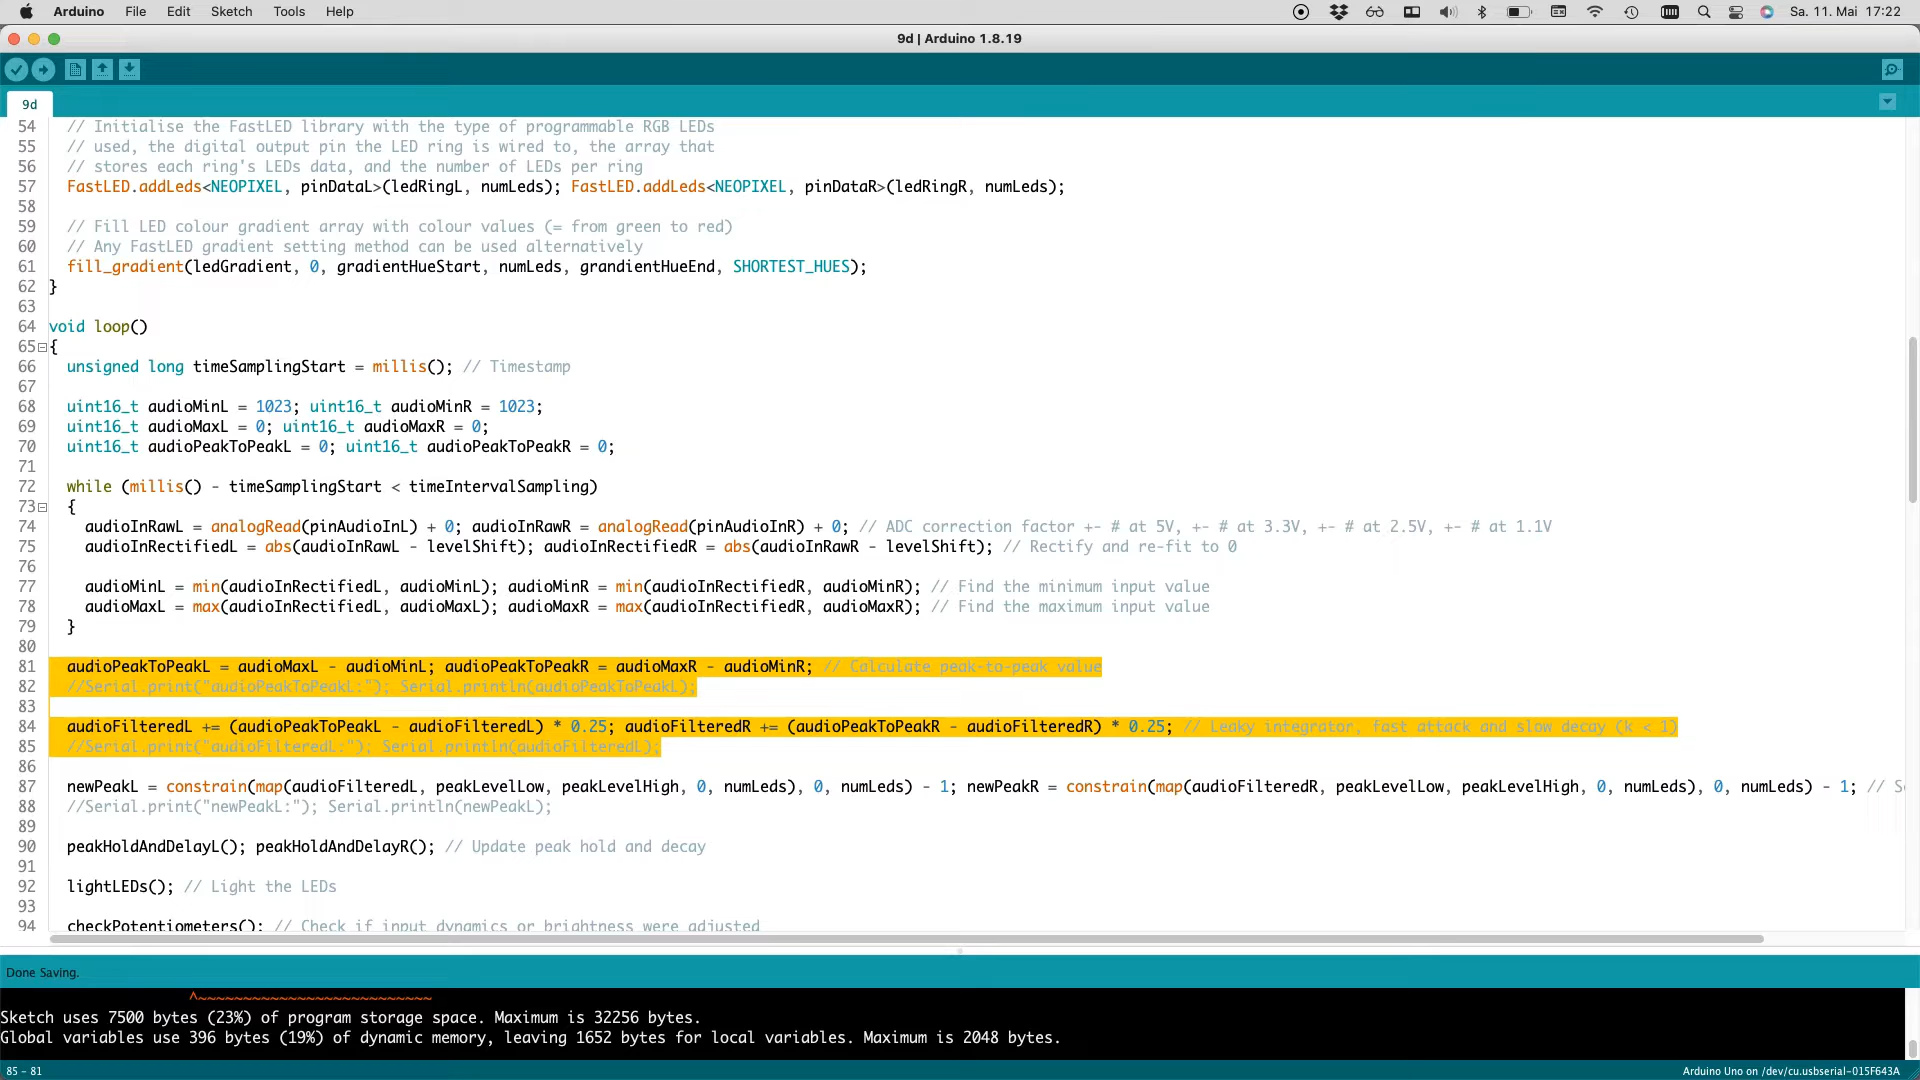 Arduino File Edit Sketch Tools Help Sa. 11. Mai 17:22
9d | Arduino 1.8.19
9d
54 // Initialise the FastLED library with the type of programmable RGB LEDs
55 // used, the digital output pin the LED ring is wired to, the array that
56 // stores each ring's LEDs data, and the number of LEDs per ring
57 FastLED.addLeds<NEOPIXEL, pinDataL>(ledRingL, numLeds); FastLED.addLeds<NEOPIXEL, pinDataR>(ledRingR, numLeds);
58
59 // Fill LED colour gradient array with colour values (= from green to red)
60 // Any FastLED gradient setting method can be used alternatively
61 fill_gradient(ledGradient, 0, gradientHueStart, numLeds, grandientHueEnd, SHORTEST_HUES);
62 }
63
64 void loop()
65 {
66 unsigned long timeSamplingStart = millis(); // Timestamp
67
68 uint16_t audioMinL = 1023; uint16_t audioMinR = 1023;
69 uint16_t audioMaxL = 0; uint16_t audioMaxR = 0;
70 uint16_t audioPeakToPeakL = 0; uint16_t audioPeakToPeakR = 0;
71
72 while (millis() - timeSamplingStart < timeIntervalSampling)
73 {
74 audioInRawL = analogRead(pinAudioInL) + 0; audioInRawR = analogRead(pinAudioInR) + 0; // ADC correction factor +- # at 5V, +- # at 3.3V, +- # at 2.5V, +- # at 1.1V
75 audioInRectifiedL = abs(audioInRawL - levelShift); audioInRectifiedR = abs(audioInRawR - levelShift); // Rectify and re-fit to 0
76
77 audioMinL = min(audioInRectifiedL, audioMinL); audioMinR = min(audioInRectifiedR, audioMinR); // Find the minimum input value
78 audioMaxL = max(audioInRectifiedL, audioMaxL); audioMaxR = max(audioInRectifiedR, audioMaxR); // Find the maximum input value
79 }
80
81 audioPeakToPeakL = audioMaxL - audioMinL; audioPeakToPeakR = audioMaxR - audioMinR; // Calculate peak-to-peak value
82 //Serial.print("audioPeakToPeakL:"); Serial.println(audioPeakToPeakL);
83
84 audioFilteredL += (audioPeakToPeakL - audioFilteredL) * 0.25; audioFilteredR += (audioPeakToPeakR - audioFilteredR) * 0.25; // Leaky integrator, fast attack and slow decay (k < 1)
85 //Serial.print("audioFilteredL:"); Serial.println(audioFilteredL);
86
87 newPeakL = constrain(map(audioFilteredL, peakLevelLow, peakLevelHigh, 0, numLeds), 0, numLeds) - 1; newPeakR = constrain(map(audioFilteredR, peakLevelLow, peakLevelHigh, 0, numLeds), 0, numLeds) - 1; //
88 //Serial.print("newPeakL:"); Serial.println(newPeakL);
89
90 peakHoldAndDelayL(); peakHoldAndDelayR(); // Update peak hold and decay
91
92 lightLEDs(); // Light the LEDs
93
94 checkPotentiometers(); // Check if input dynamics or brightness were adjusted
Done Saving.
^~~~~~~~~~~~~~~~~~~~~~~~~~~
Sketch uses 7500 bytes (23%) of program storage space. Maximum is 32256 bytes.
Global variables use 396 bytes (19%) of dynamic memory, leaving 1652 bytes for local variables. Maximum is 2048 bytes.
85 - 81 Arduino Uno on /dev/cu.usbserial-015F643A